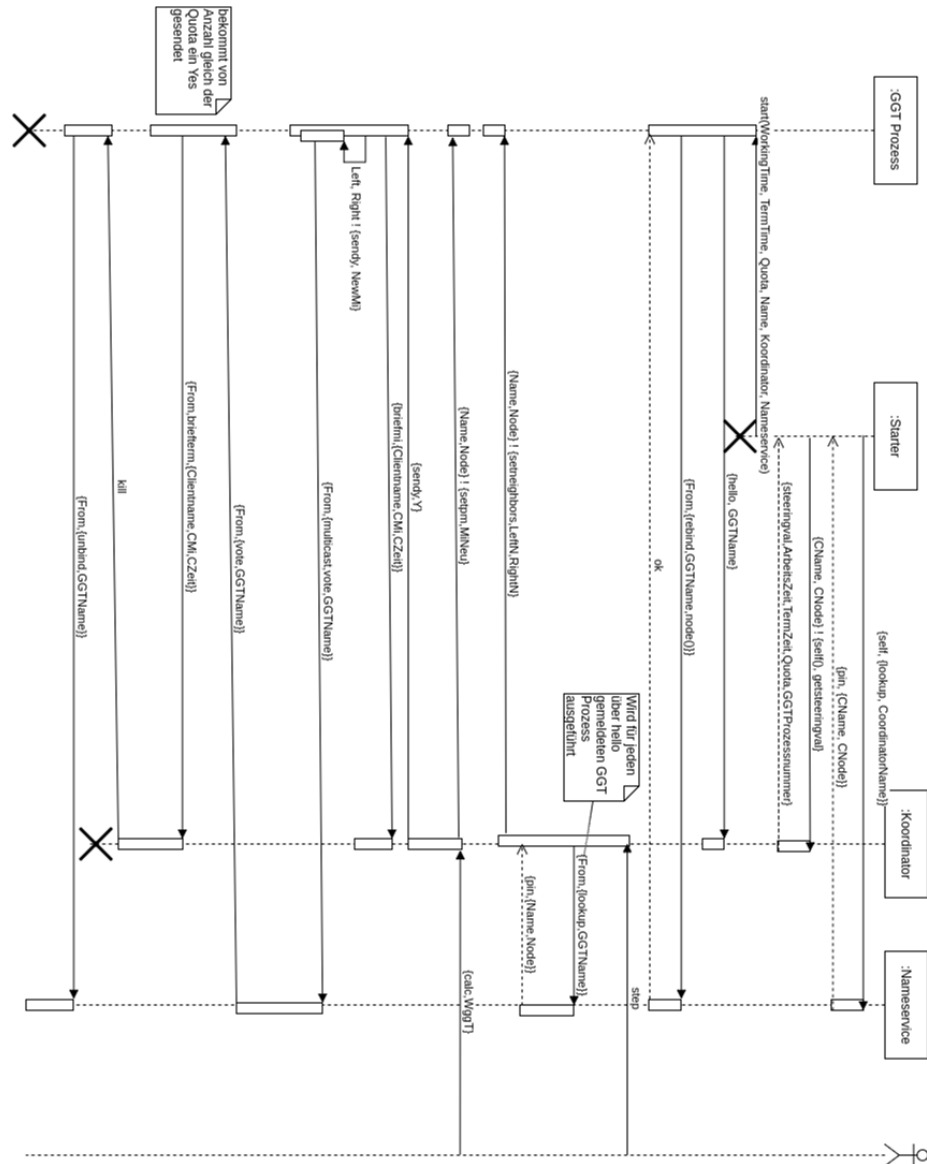 :GGT Prozess
:Starter
:Koordinator
:Nameservice
{self, {lookup, CoordinatorName}}
{pin, {CName, CNode}}
{CName, CNode} ! {self(), getsteeringval}
{steeringval,ArbeitsZeit,TermZeit,Quota,GGTProzessnummer}
start(WorkingTime, TermTime, Quota, Name, Koordinator, Nameservice)
{hello, GGTName}
{From,{rebind,GGTName,node()}}
ok
step
Wird für jeden
über hello
gemeldeten GGT
Prozess
ausgeführt
{From,{lookup,GGTName}}
{pin,{Name,Node}}
{Name,Node} ! {setneighbors,LeftN,RightN}
{calc,WggT}
{Name,Node} ! {setpm,MiNeu}
{sendy,Y}
{briefmi,{Clientname,CMi,CZeit}}
Left, Right ! {sendy, NewMi}
{From,{multicast,vote,GGTName}}
{From,{vote,GGTName}}
bekommt von
Anzahl gleich der
Quota ein Yes
gesendet
{From,briefterm,{Clientname,CMi,CZeit}}
kill
{From,{unbind,GGTName}}